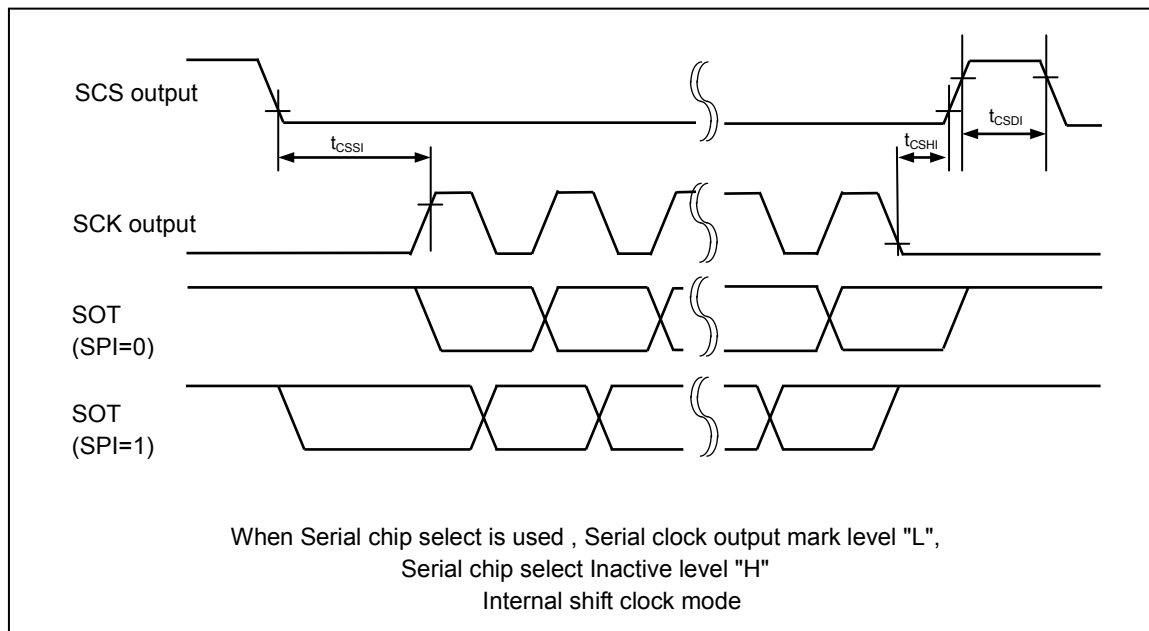 SCS output
tCSSI
tCSHI
tCSDI
SCK output
SOT
(SPI=0)
SOT
(SPI=1)
When Serial chip select is used , Serial clock output mark level "L",
Serial chip select Inactive level "H"
Internal shift clock mode